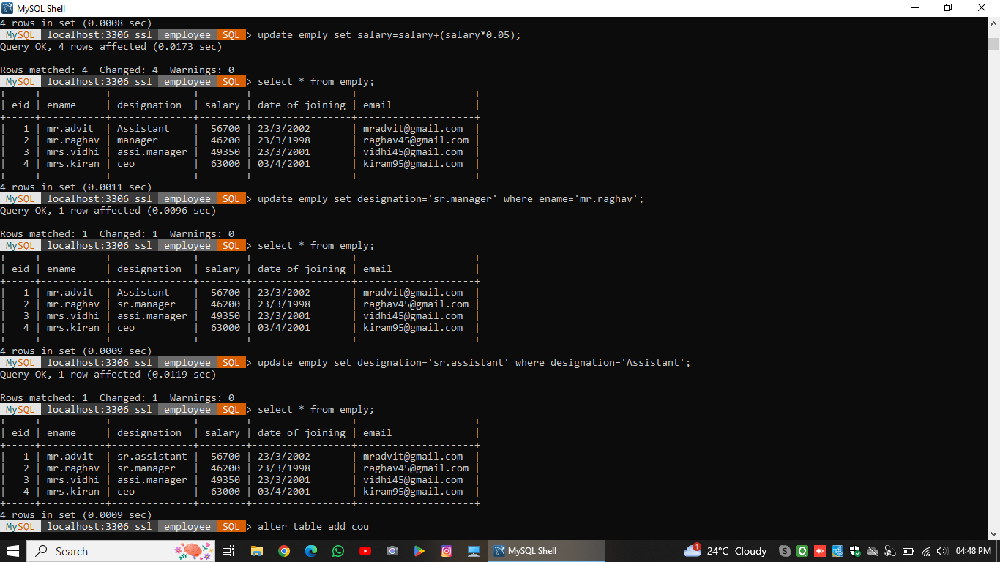 MySQL Shell
4 rows in set (0.0008 sec)
MySQL localhost:3306 ssl employee SQL > update emply set salary=salary+(salary*0.05);
Query OK, 4 rows affected (0.0173 sec)
Rows matched: 4  Changed: 4  Warnings: 0
MySQL localhost:3306 ssl employee SQL > select * from emply;
+-----+------------+--------------+--------+-----------------+--------------------+
| eid | ename      | designation  | salary | date_of_joining | email              |
+-----+------------+--------------+--------+-----------------+--------------------+
|   1 | mr.advit   | Assistant    |  56700 | 23/3/2002       | mradvit@gmail.com  |
|   2 | mr.raghav  | manager      |  46200 | 23/3/1998       | raghav45@gmail.com |
|   3 | mrs.vidhi  | assi.manager |  49350 | 23/3/2001       | vidhi45@gmail.com  |
|   4 | mrs.kiran  | ceo          |  63000 | 03/4/2001       | kiram95@gmail.com  |
+-----+------------+--------------+--------+-----------------+--------------------+
4 rows in set (0.0011 sec)
MySQL localhost:3306 ssl employee SQL > update emply set designation='sr.manager' where ename='mr.raghav';
Query OK, 1 row affected (0.0096 sec)
Rows matched: 1  Changed: 1  Warnings: 0
MySQL localhost:3306 ssl employee SQL > select * from emply;
+-----+------------+--------------+--------+-----------------+--------------------+
| eid | ename      | designation  | salary | date_of_joining | email              |
+-----+------------+--------------+--------+-----------------+--------------------+
|   1 | mr.advit   | Assistant    |  56700 | 23/3/2002       | mradvit@gmail.com  |
|   2 | mr.raghav  | sr.manager   |  46200 | 23/3/1998       | raghav45@gmail.com |
|   3 | mrs.vidhi  | assi.manager |  49350 | 23/3/2001       | vidhi45@gmail.com  |
|   4 | mrs.kiran  | ceo          |  63000 | 03/4/2001       | kiram95@gmail.com  |
+-----+------------+--------------+--------+-----------------+--------------------+
4 rows in set (0.0009 sec)
MySQL localhost:3306 ssl employee SQL > update emply set designation='sr.assistant' where designation='Assistant';
Query OK, 1 row affected (0.0119 sec)
Rows matched: 1  Changed: 1  Warnings: 0
MySQL localhost:3306 ssl employee SQL > select * from emply;
+-----+------------+--------------+--------+-----------------+--------------------+
| eid | ename      | designation  | salary | date_of_joining | email              |
+-----+------------+--------------+--------+-----------------+--------------------+
|   1 | mr.advit   | sr.assistant |  56700 | 23/3/2002       | mradvit@gmail.com  |
|   2 | mr.raghav  | sr.manager   |  46200 | 23/3/1998       | raghav45@gmail.com |
|   3 | mrs.vidhi  | assi.manager |  49350 | 23/3/2001       | vidhi45@gmail.com  |
|   4 | mrs.kiran  | ceo          |  63000 | 03/4/2001       | kiram95@gmail.com  |
+-----+------------+--------------+--------+-----------------+--------------------+
4 rows in set (0.0009 sec)
MySQL localhost:3306 ssl employee SQL > alter table add cou
Search MySQL Shell 1 24°C Cloudy S Q 04:48 PM